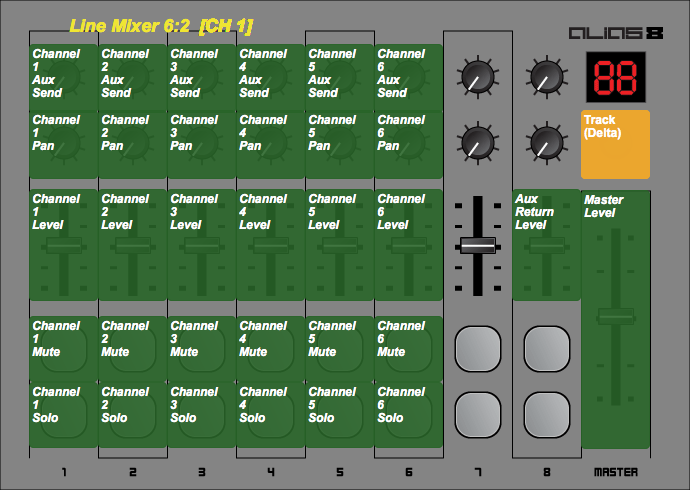 Line Mixer 6:2 [CH 1]
ALIAS 8
88
Channel
1
Aux
Send
Channel
2
Aux
Send
Channel
3
Aux
Send
Channel
4
Aux
Send
Channel
5
Aux
Send
Channel
6
Aux
Send
Channel
1
Pan
Channel
2
Pan
Channel
3
Pan
Channel
4
Pan
Channel
5
Pan
Channel
6
Pan
Track
(Delta)
Channel
1
Level
Channel
2
Level
Channel
3
Level
Channel
4
Level
Channel
5
Level
Channel
6
Level
Aux
Return
Level
Master
Level
Channel
1
Mute
Channel
2
Mute
Channel
3
Mute
Channel
4
Mute
Channel
5
Mute
Channel
6
Mute
Channel
1
Solo
Channel
2
Solo
Channel
3
Solo
Channel
4
Solo
Channel
5
Solo
Channel
6
Solo
1 2 3 4 5 6 7 8 MASTER